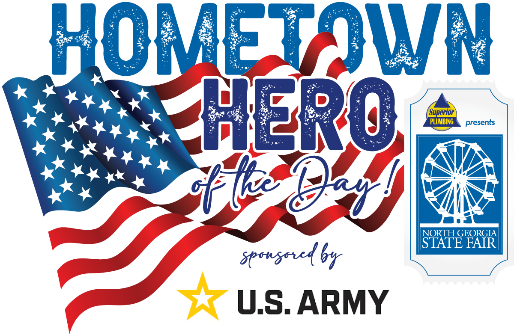 HOMETOWN
HERO
of the Day!
sponsored by
U.S. ARMY
Superior
PLUMBING
presents
NORTH GEORGIA
STATE FAIR